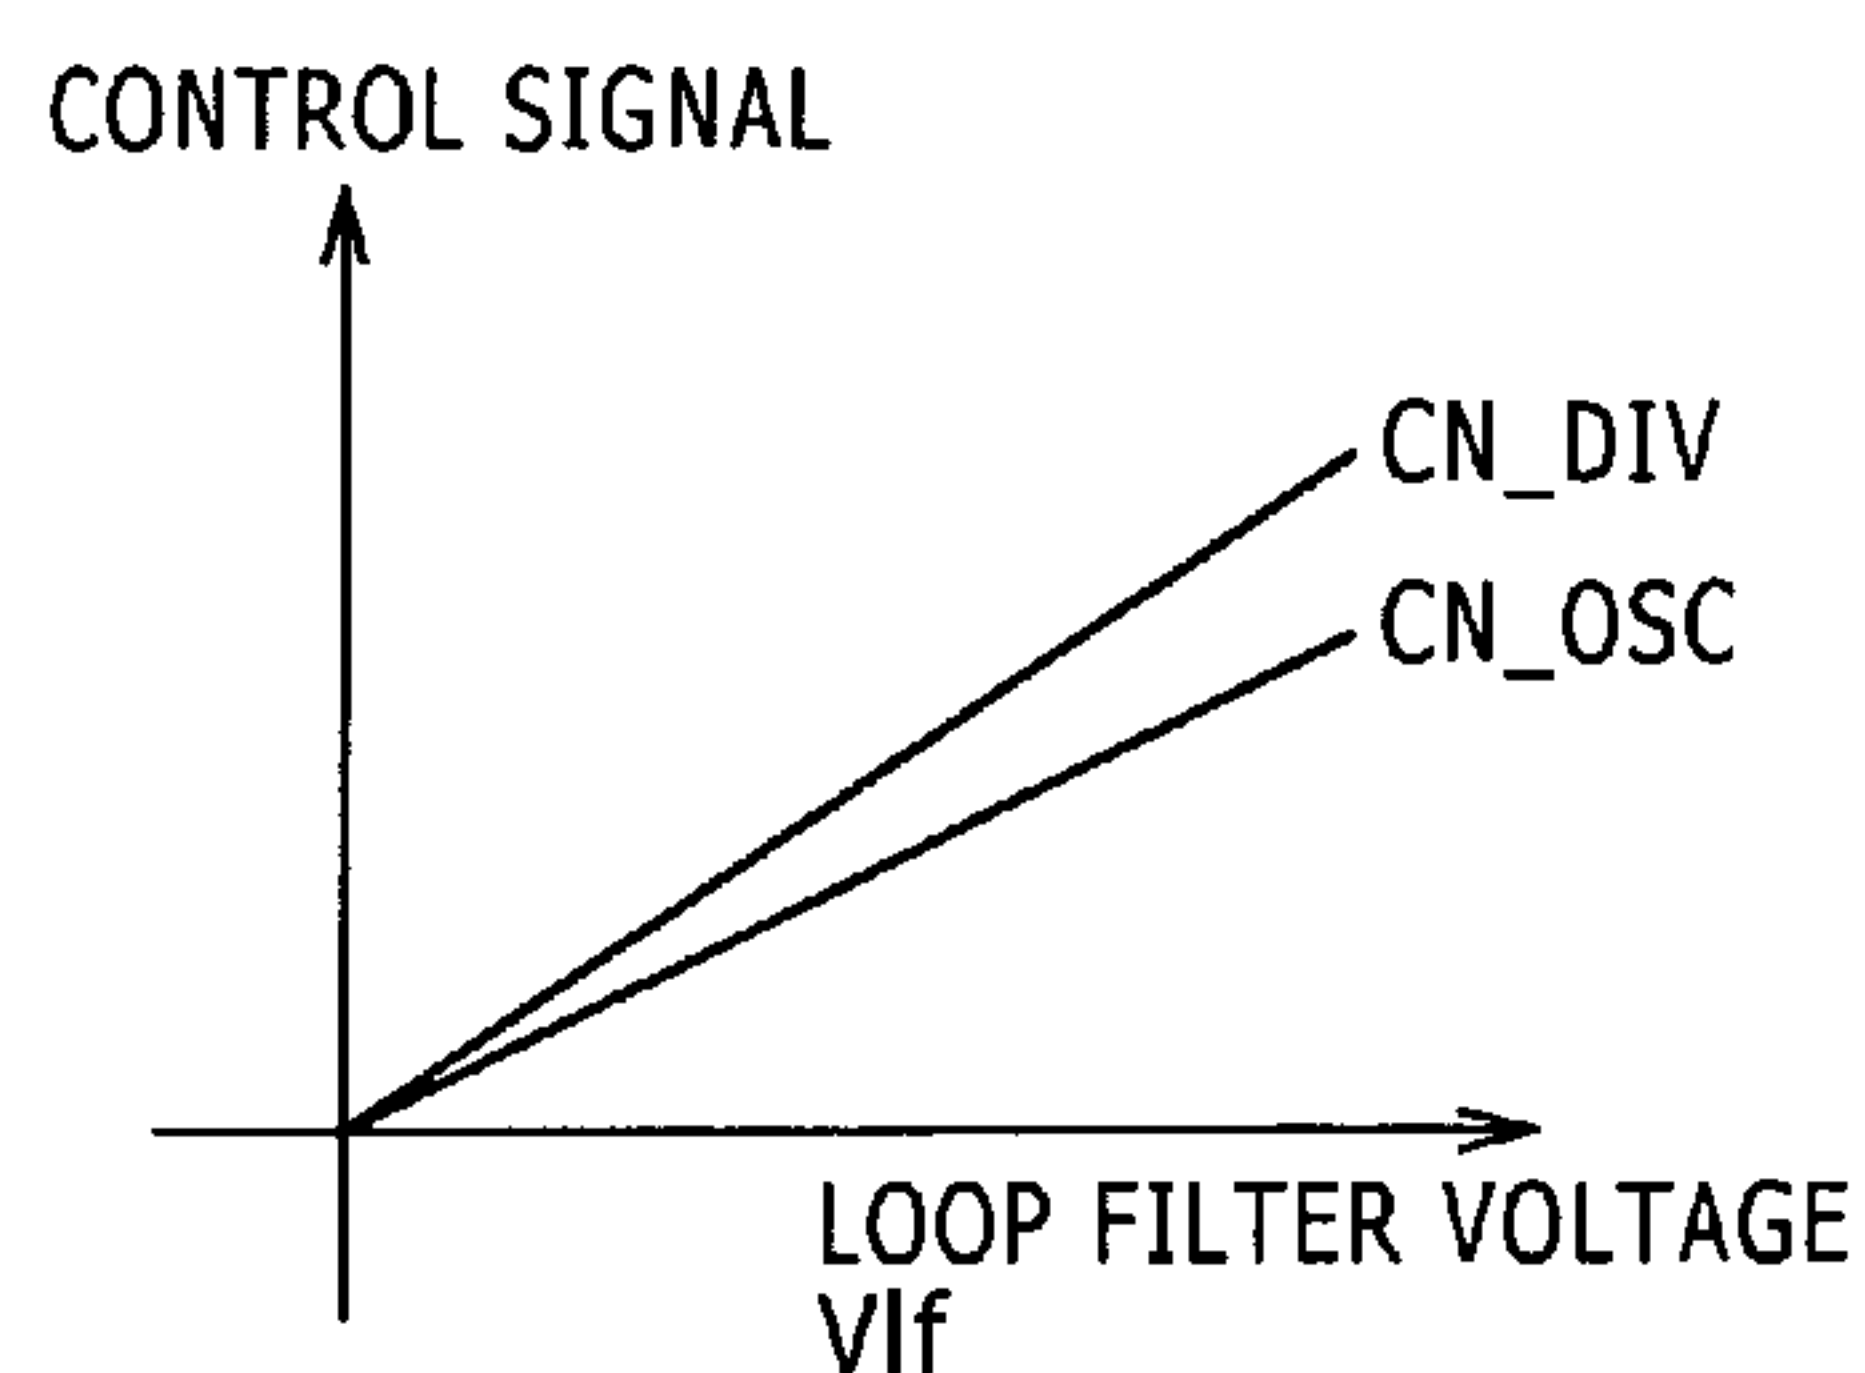 CONTROL SIGNAL
CN_DIV
CN_OSC
LOOP FILTER VOLTAGE
Vlf